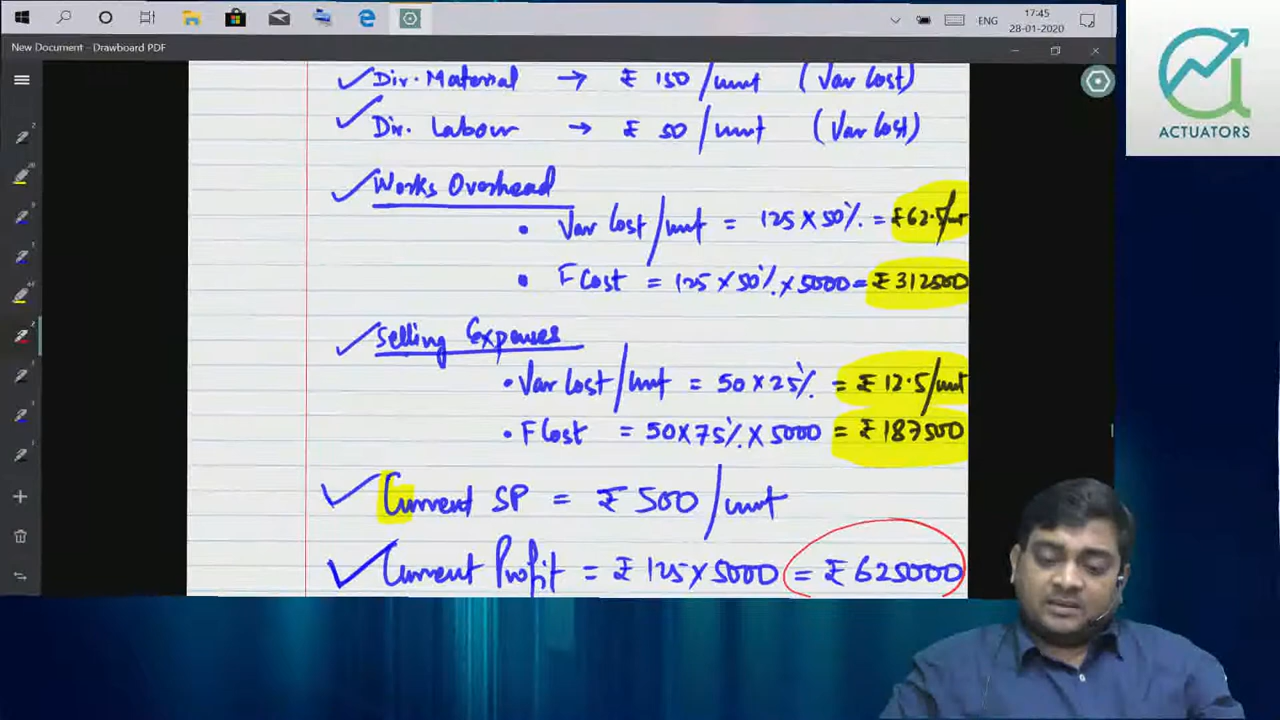 17:45
ENG
28-01-2020
New Document - Drawboard PDF
Dir. Material → ₹ 150/unit (Var Cost)
Dir. Labour → ₹ 50/unit (Var Cost)
Works Overhead
• Var Cost/unit = 125 X 50% = ₹62.5/unt
• F Cost = 125 X 50% X 5000 = ₹ 312500
Selling Expenses
• Var Cost/unit = 50 X 25% = ₹ 12.5/unit
• F Cost = 50 X 75% X 5000 = ₹ 187500
Current SP = ₹ 500/unit
Current Profit = ₹ 125 X 5000 = ₹ 625000
ACTUATORS